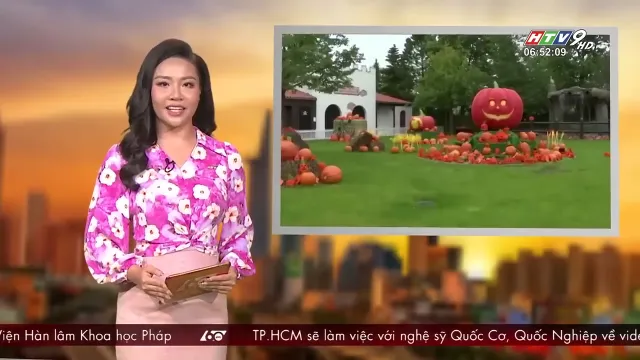 HTV9 HD
06:52:09
Viện Hàn lâm Khoa học Pháp 60 TP.HCM sẽ làm việc với nghệ sỹ Quốc Cơ, Quốc Nghiệp về vide